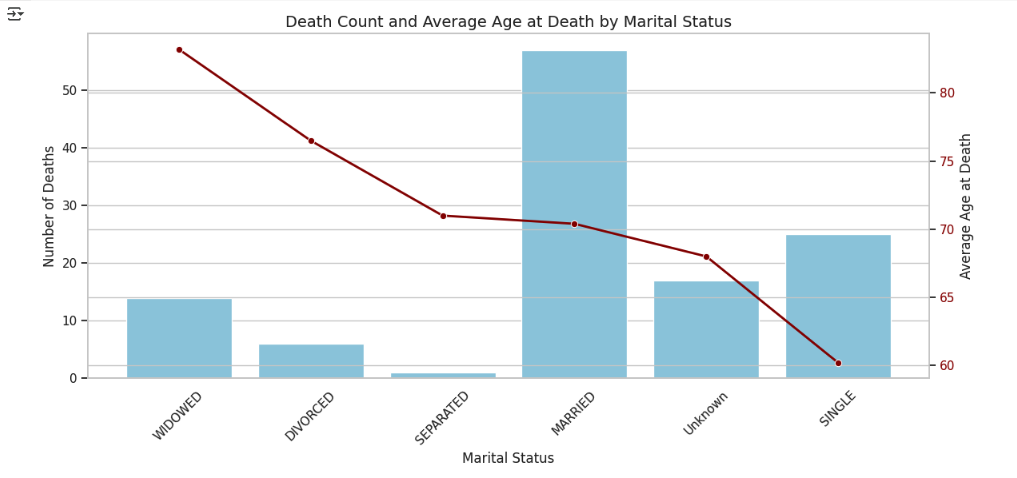 Death Count and Average Age at Death by Marital Status
Number of Deaths
50
40
30
20
10
0
80
75
70
65
60
Average Age at Death
WIDOWED
DIVORCED
SEPARATED
MARRIED
Unknown
SINGLE
Marital Status